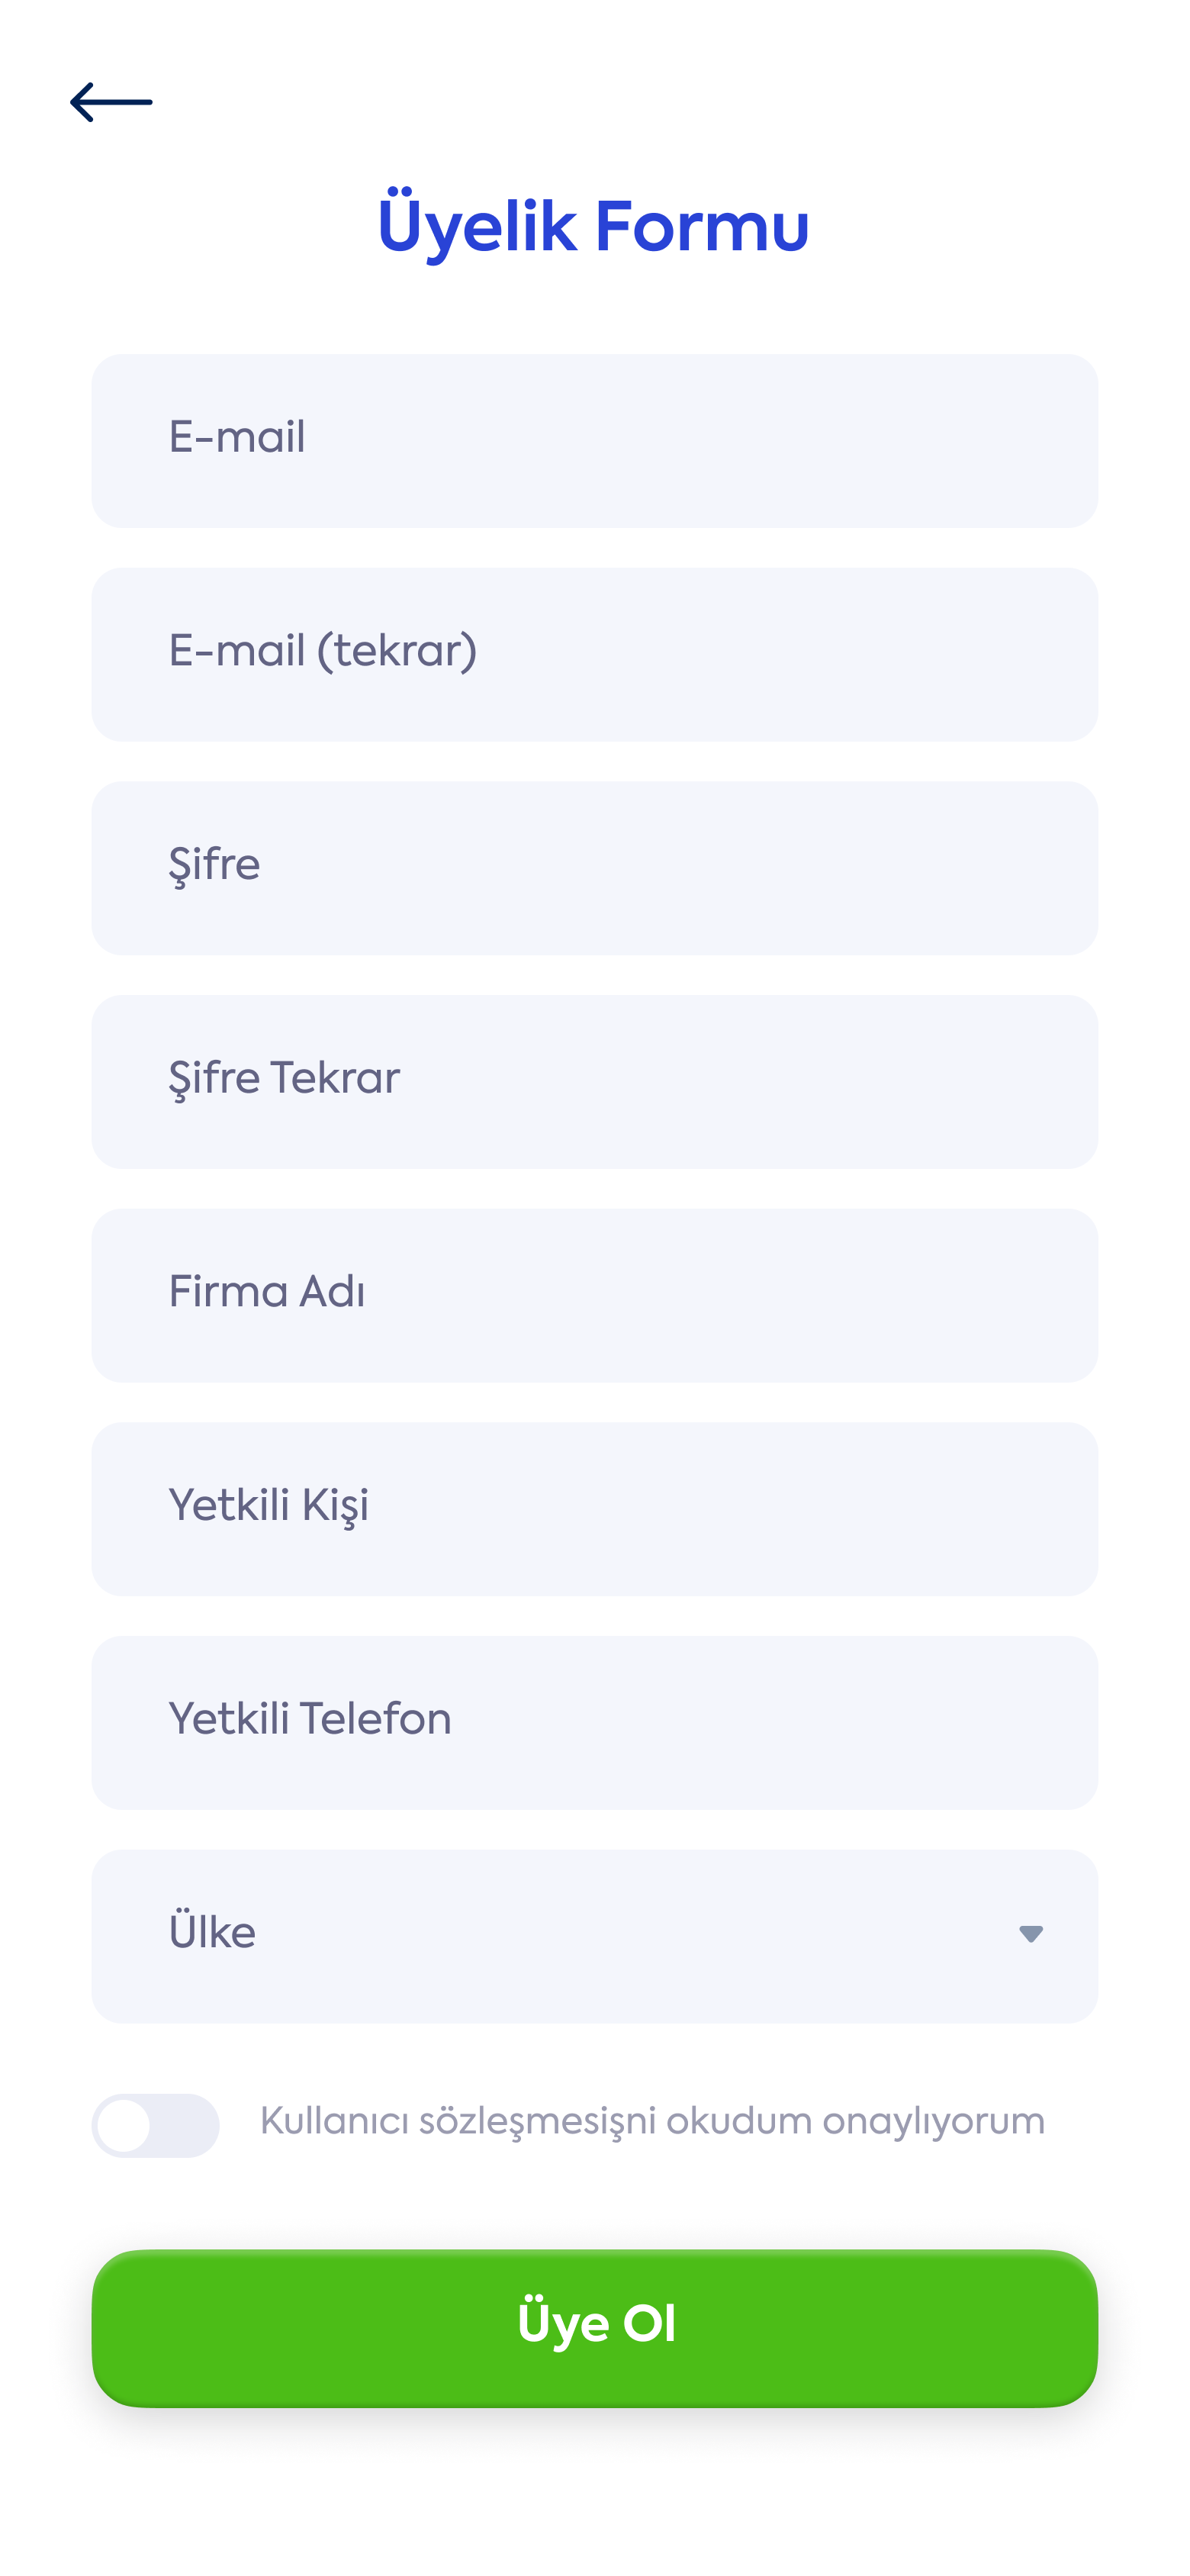 Üyelik Formu
E-mail
E-mail (tekrar)
Şifre
Şifre Tekrar
Firma Adı
Yetkili Kişi
Yetkili Telefon
Ülke
Kullanıcı sözleşmesişni okudum onaylıyorum
Üye Ol